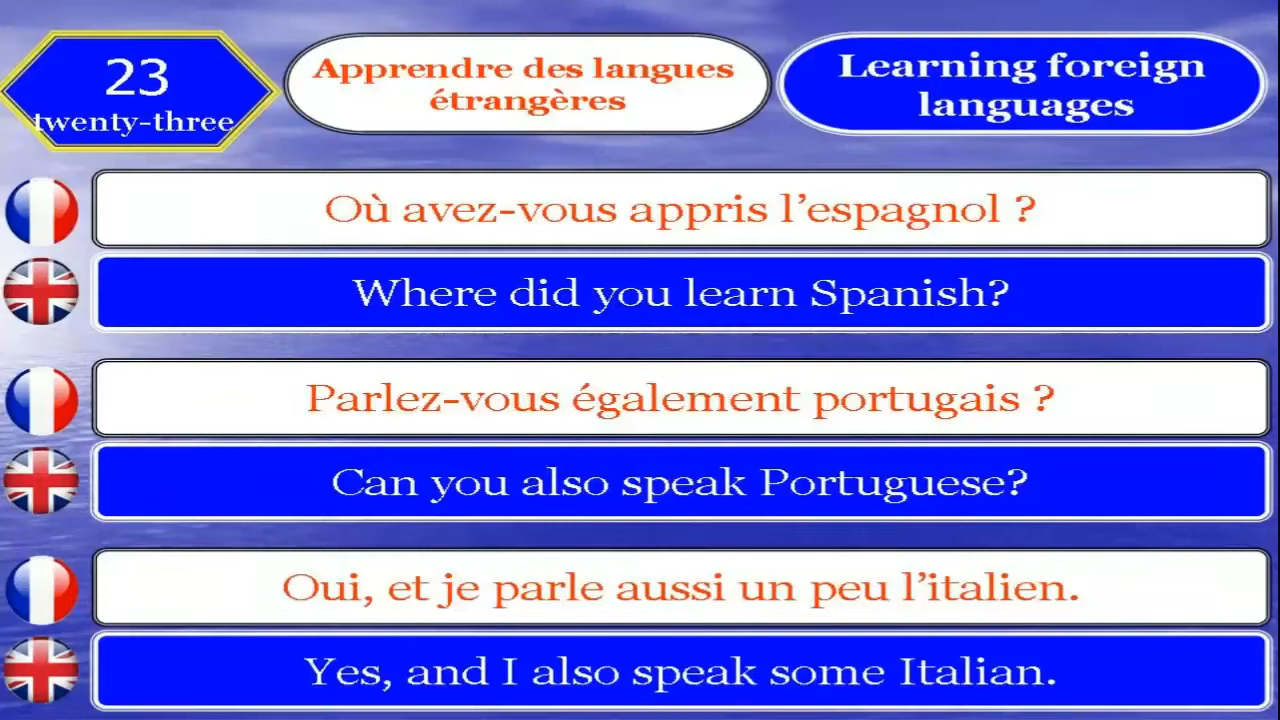 23
twenty-three
Apprendre des langues
étrangères
Learning foreign
languages
Où avez-vous appris l’espagnol ?
Where did you learn Spanish?
Parlez-vous également portugais ?
Can you also speak Portuguese?
Oui, et je parle aussi un peu l’italien.
Yes, and I also speak some Italian.